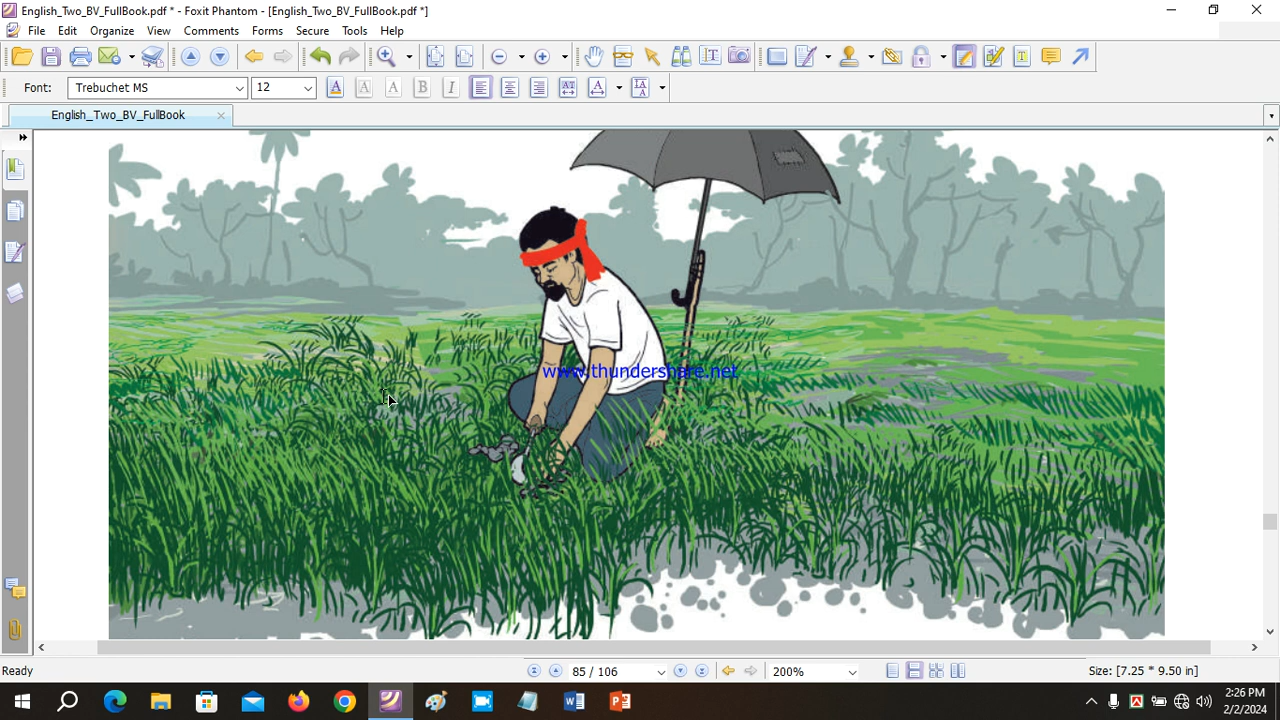 English_Two_BV_FullBook.pdf * - Foxit Phantom - [English_Two_BV_FullBook.pdf *]
File Edit Organize View Comments Forms Secure Tools Help
Font: Trebuchet MS 12
English_Two_BV_FullBook
www.thundershare.net
Ready 85 / 106 200% Size: [7.25 * 9.50 in]
2:26 PM
2/2/2024